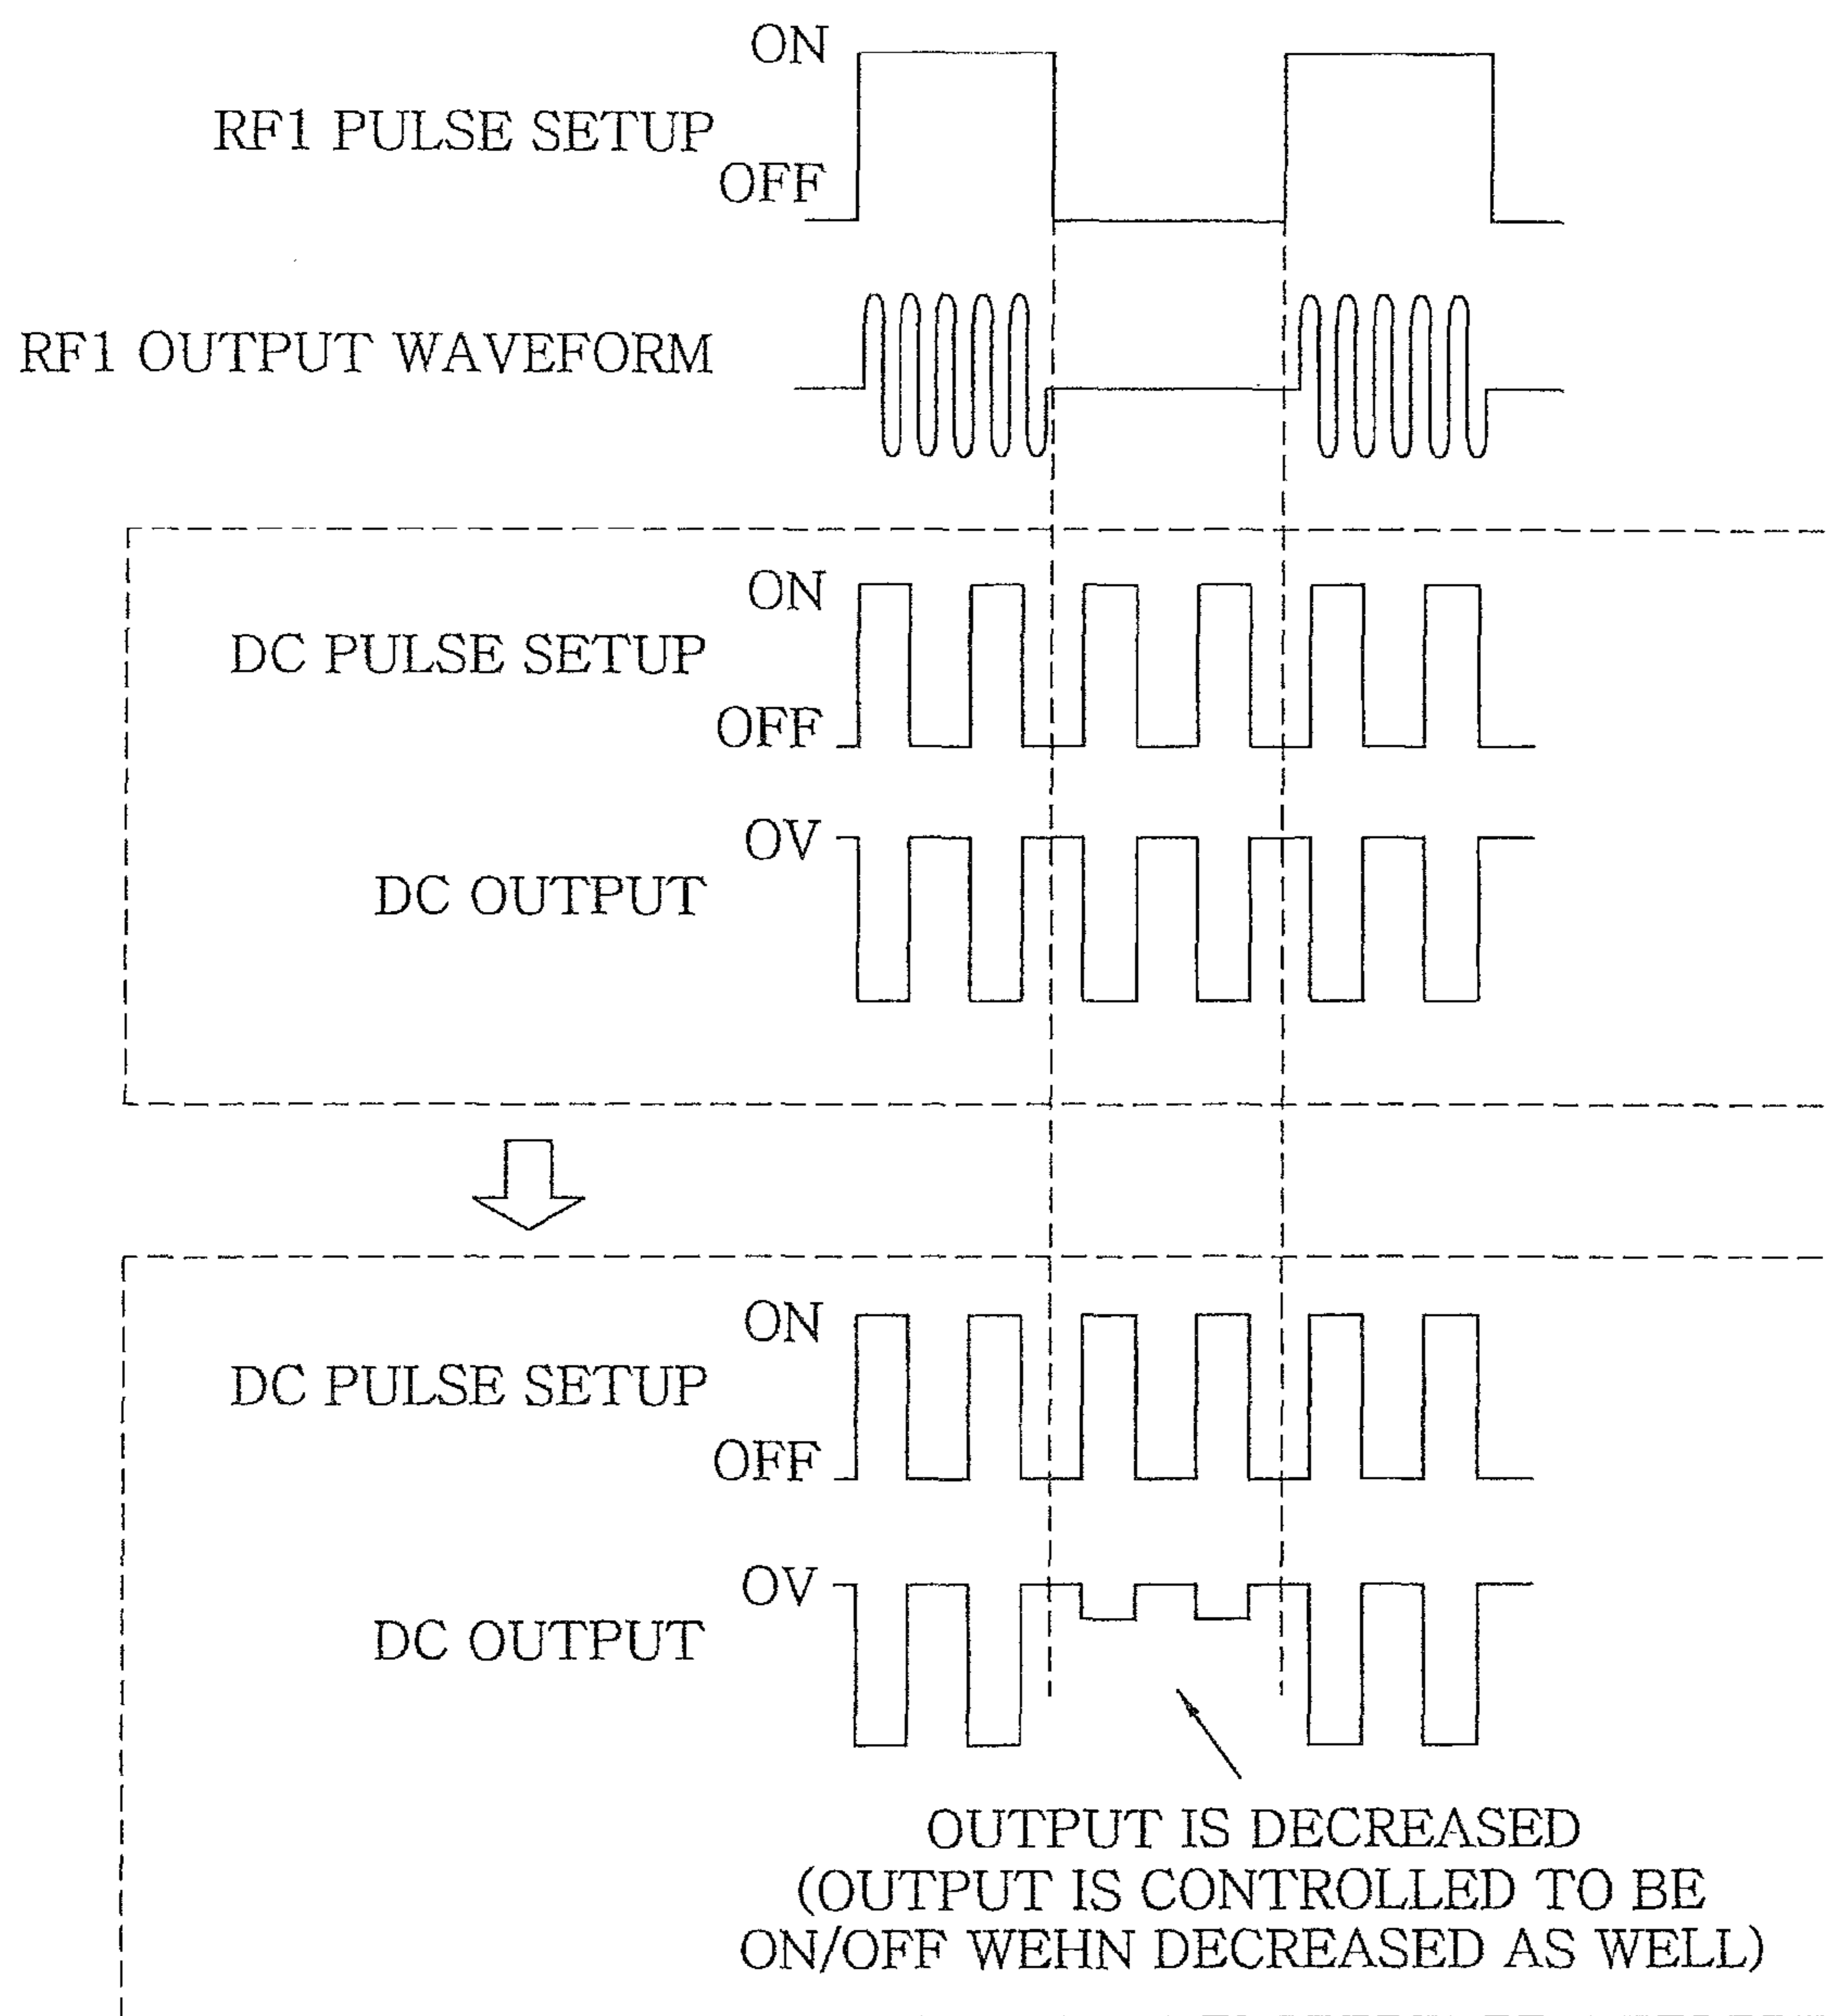 ON
RF1 PULSE SETUP
OFF
RF1 OUTPUT WAVEFORM
ON
DC PULSE SETUP
OFF
OV
DC OUTPUT
ON
DC PULSE SETUP
OFF
OV
DC OUTPUT
OUTPUT IS DECREASED
(OUTPUT IS CONTROLLED TO BE
ON/OFF WEHN DECREASED AS WELL)